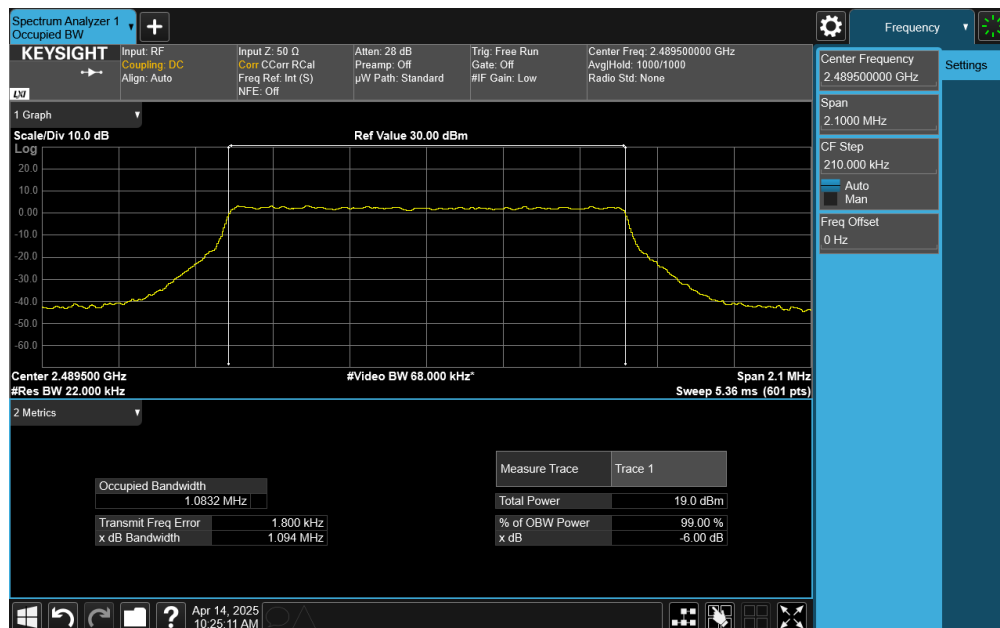 Spectrum Analyzer 1
Occupied BW
Frequency
KEYSIGHT
LXI
Input: RF
Coupling: DC
Align: Auto
Input Z: 50 Ω
Corr CCorr RCal
Freq Ref: Int (S)
NFE: Off
Atten: 28 dB
Preamp: Off
µW Path: Standard
Trig: Free Run
Gate: Off
#IF Gain: Low
Center Freq: 2.489500000 GHz
Avg|Hold: 1000/1000
Radio Std: None
Center Frequency
2.489500000 GHz
Settings
Span
2.1000 MHz
CF Step
210.000 kHz
Auto
Man
Freq Offset
0 Hz
1 Graph
Scale/Div 10.0 dB
Ref Value 30.00 dBm
Log
20.0
10.0
0.00
-10.0
-20.0
-30.0
-40.0
-50.0
-60.0
Center 2.489500 GHz
#Video BW 68.000 kHz*
Span 2.1 MHz
#Res BW 22.000 kHz
Sweep 5.36 ms (601 pts)
2 Metrics
Measure Trace
Trace 1
Occupied Bandwidth
1.0832 MHz
Total Power
19.0 dBm
Transmit Freq Error
1.800 kHz
% of OBW Power
99.00 %
x dB Bandwidth
1.094 MHz
x dB
-6.00 dB
?
Apr 14, 2025
10:25:11 AM